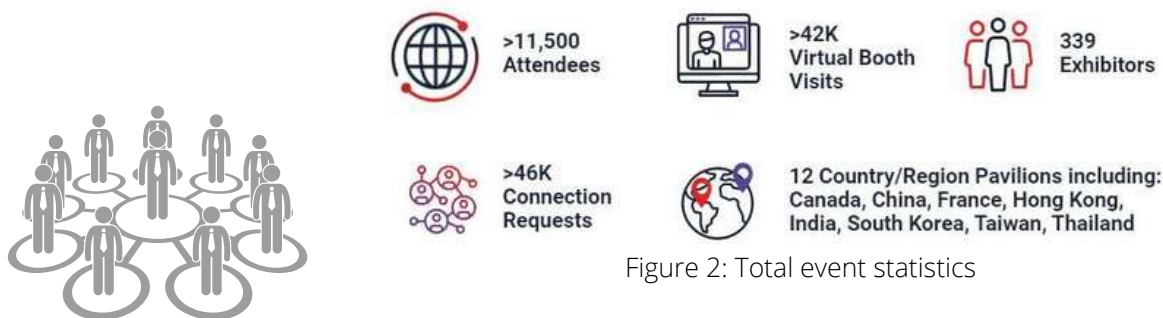 >11,500
Attendees
>42K
Virtual Booth
Visits
339
Exhibitors
>46K
Connection
Requests
12 Country/Region Pavilions including:
Canada, China, France, Hong Kong,
India, South Korea, Taiwan, Thailand
Figure 2: Total event statistics